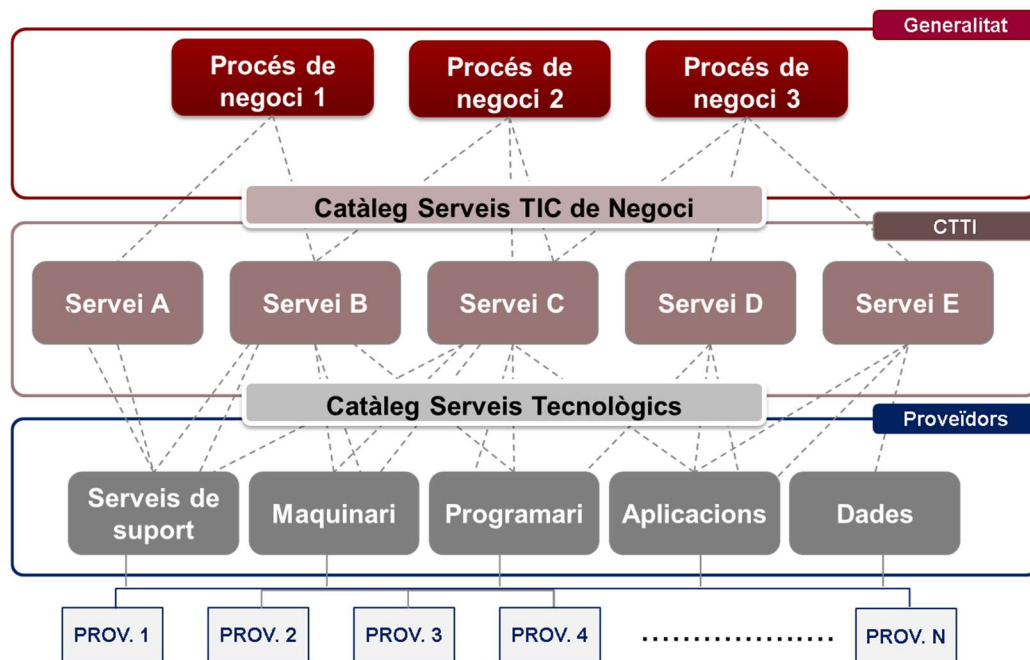 Generalitat
Procés de
negoci 1
Procés de
negoci 2
Procés de
negoci 3
Catàleg Serveis TIC de Negoci
CTTI
Servei A
Servei B
Servei C
Servei D
Servei E
Catàleg Serveis Tecnològics
Proveïdors
Serveis de
suport
Maquinari
Programari
Aplicacions
Dades
PROV. 1
PROV. 2
PROV. 3
PROV. 4
...................
PROV. N